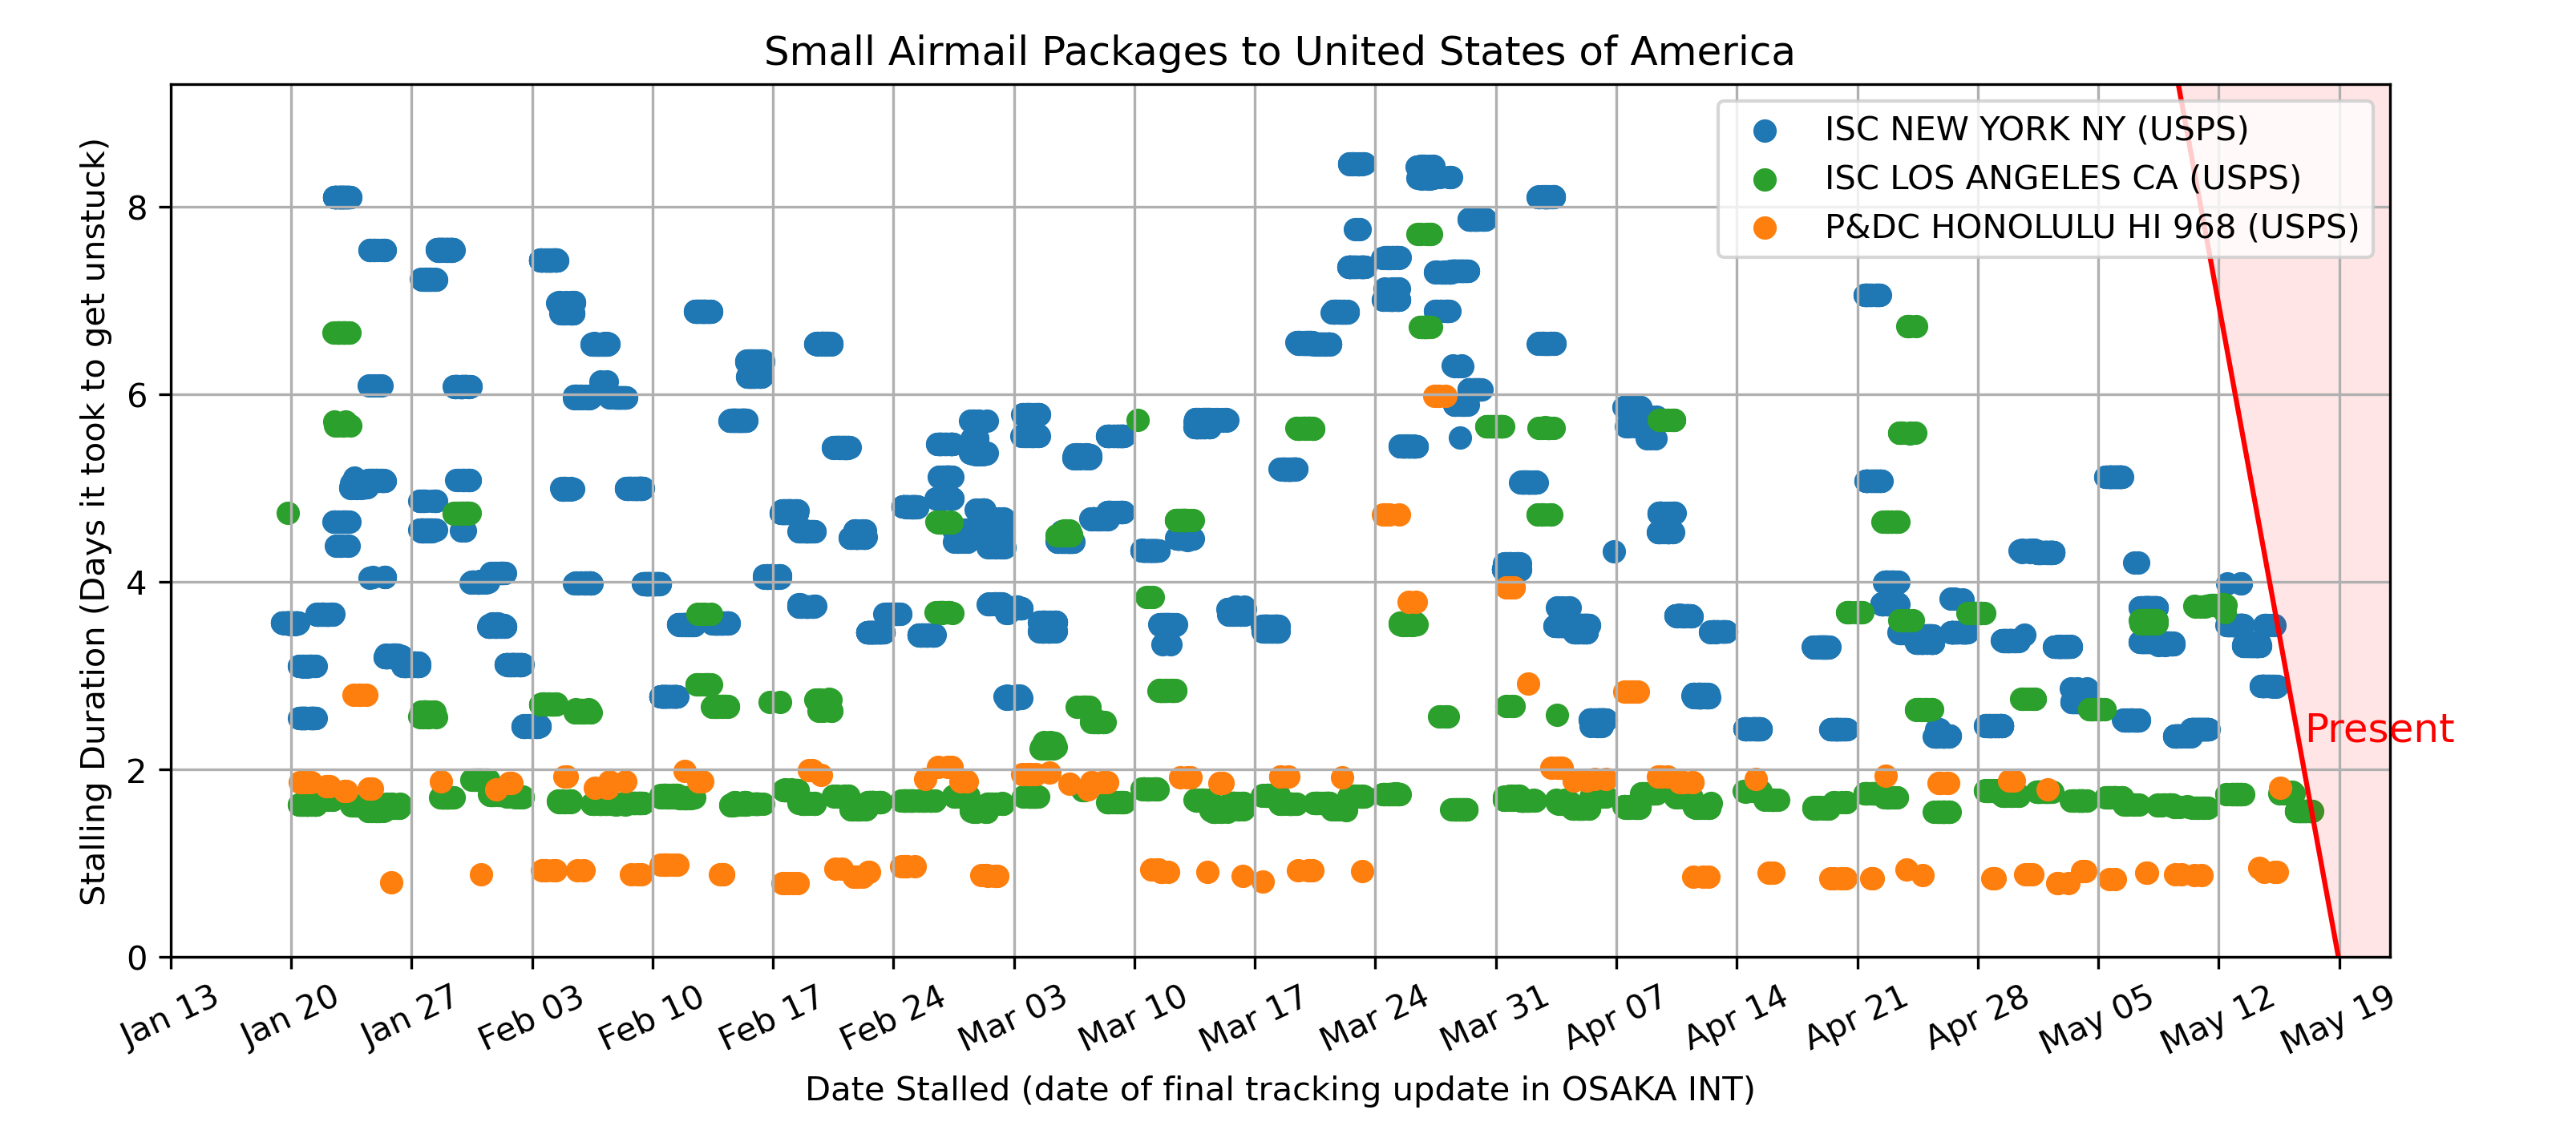 Small Airmail Packages to United States of America
Stalling Duration (Days it took to get unstuck)
8
6
4
2
0
ISC NEW YORK NY (USPS)
ISC LOS ANGELES CA (USPS)
P&DC HONOLULU HI 968 (USPS)
Present
Jan 13
Jan 20
Jan 27
Feb 03
Feb 10
Feb 17
Feb 24
Mar 03
Mar 10
Mar 17
Mar 24
Mar 31
Apr 07
Apr 14
Apr 21
Apr 28
May 05
May 12
May 19
Date Stalled (date of final tracking update in OSAKA INT)